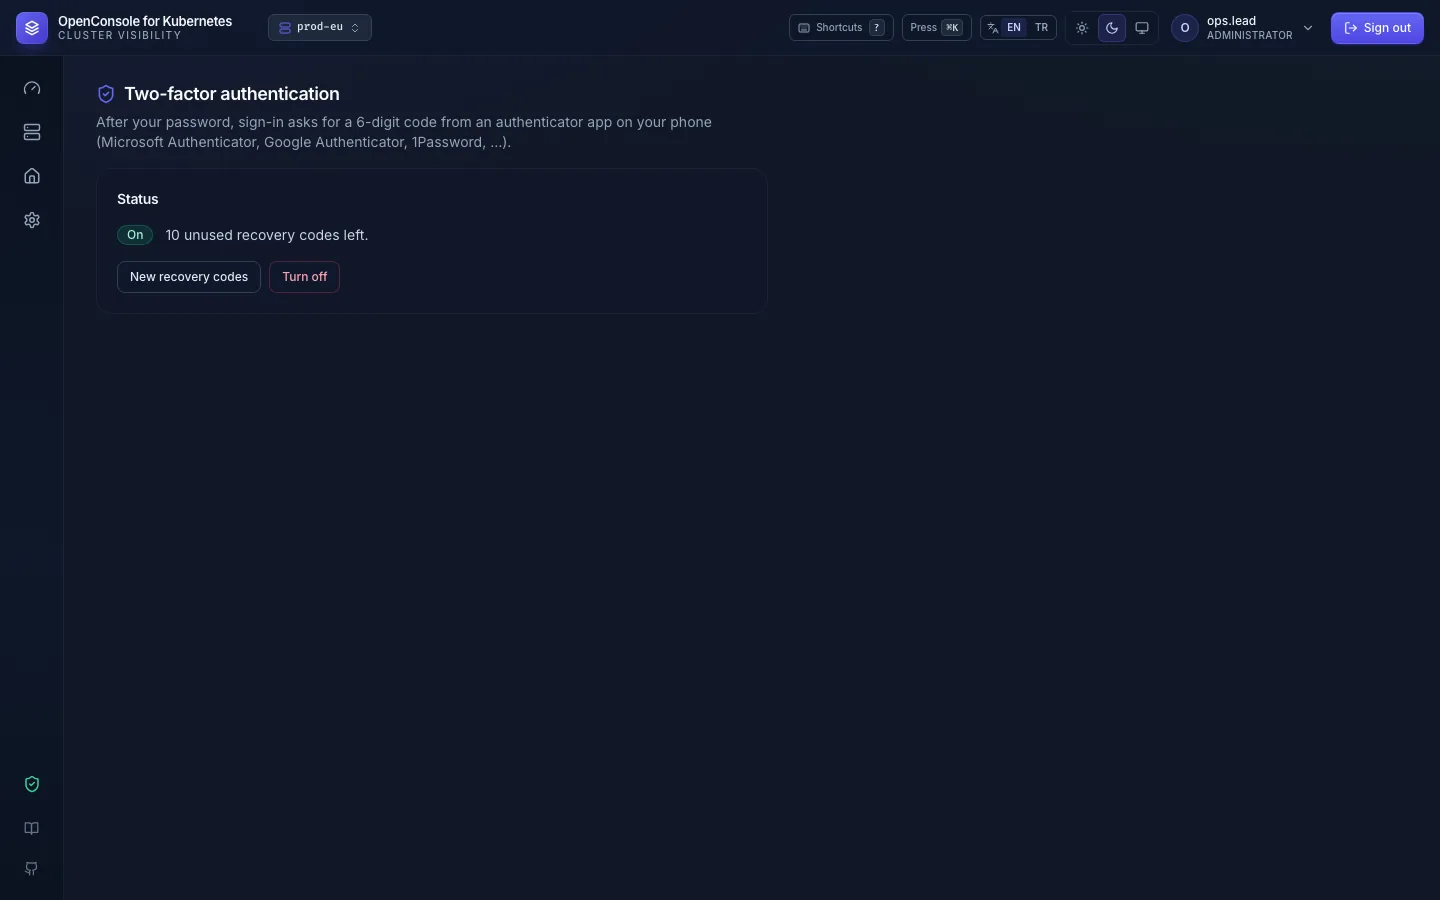 OpenConsole for Kubernetes
CLUSTER VISIBILITY
prod-eu
Shortcuts ?
Press ⌘K
EN TR
O
ops.lead
ADMINISTRATOR
Sign out
Two-factor authentication
After your password, sign-in asks for a 6-digit code from an authenticator app on your phone
(Microsoft Authenticator, Google Authenticator, 1Password, ...).
Status
On 10 unused recovery codes left.
New recovery codes Turn off